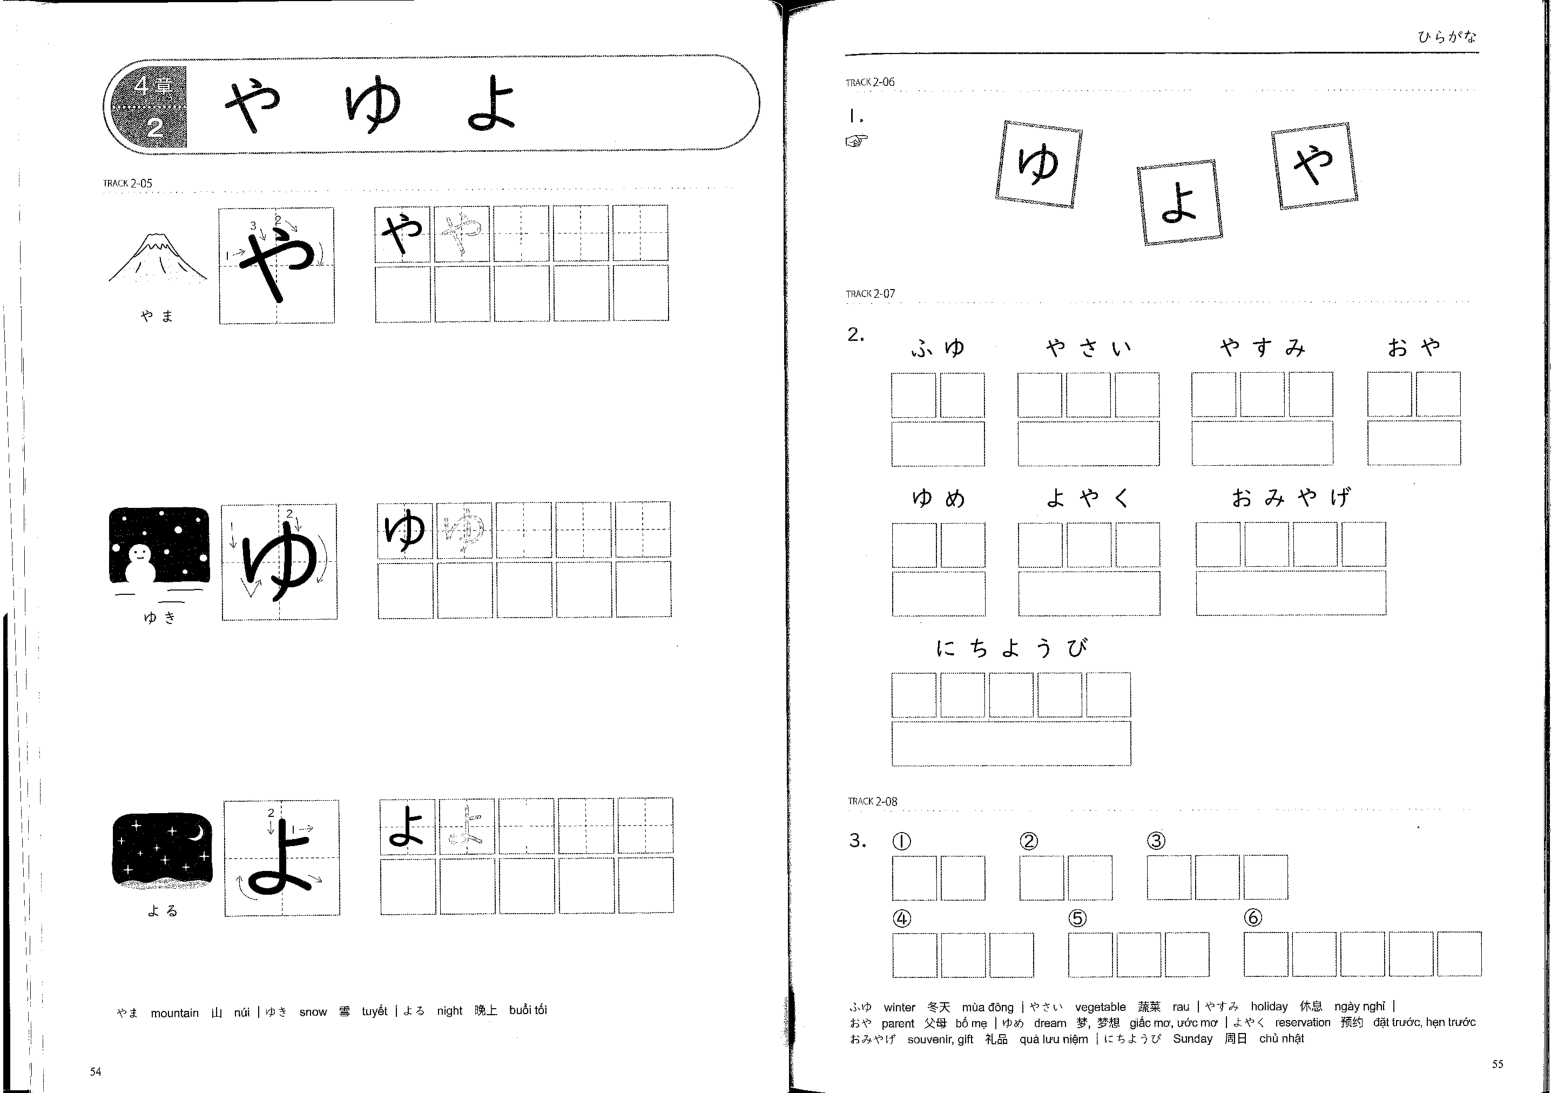 4章
2
や ゆ よ
TRACK 2-05
3 2
1
や
や や
やま
2
1
ゆ
ゆ ゆ
ゆき
2
1
よ
よ よ
よる
やま mountain 山 núi | ゆき snow 雪 tuyết | よる night 晚上 buổi tối
54
ひらがな
TRACK 2-06
1.
ゆ
よ
や
TRACK 2-07
2.
ふゆ やさい やすみ おや
ゆめ よやく おみやげ
にちようび
TRACK 2-08
3. ① ② ③
④ ⑤ ⑥
ふゆ winter 冬天 mùa đông | やさい vegetable 蔬菜 rau | やすみ holiday 休息 ngày nghỉ |
おや parent 父母 bố mẹ | ゆめ dream 梦, 梦想 giấc mơ, ước mơ | よやく reservation 预约 đặt trước, hẹn trước
おみやげ souvenir, gift 礼品 quà lưu niệm | にちようび Sunday 周日 chủ nhật
55